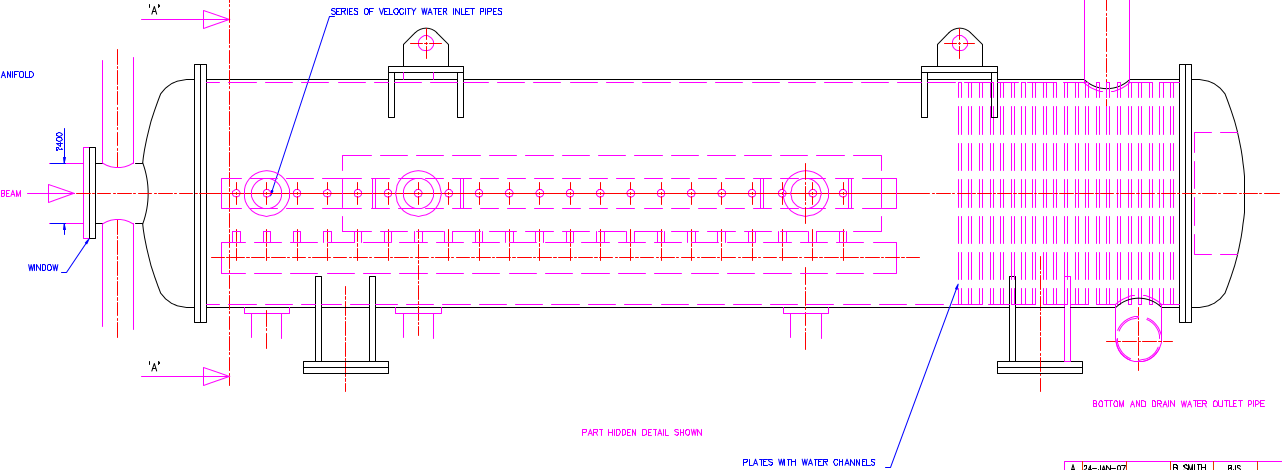 'A'
SERIES OF VELOCITY WATER INLET PIPES
ANIFOLD
?400
BEAM
WINDOW
'A'
BOTTOM AND DRAIN WATER OUTLET PIPE
PART HIDDEN DETAIL SHOWN
PLATES WITH WATER CHANNELS
A 24-JAN-07 B SMITH BJS